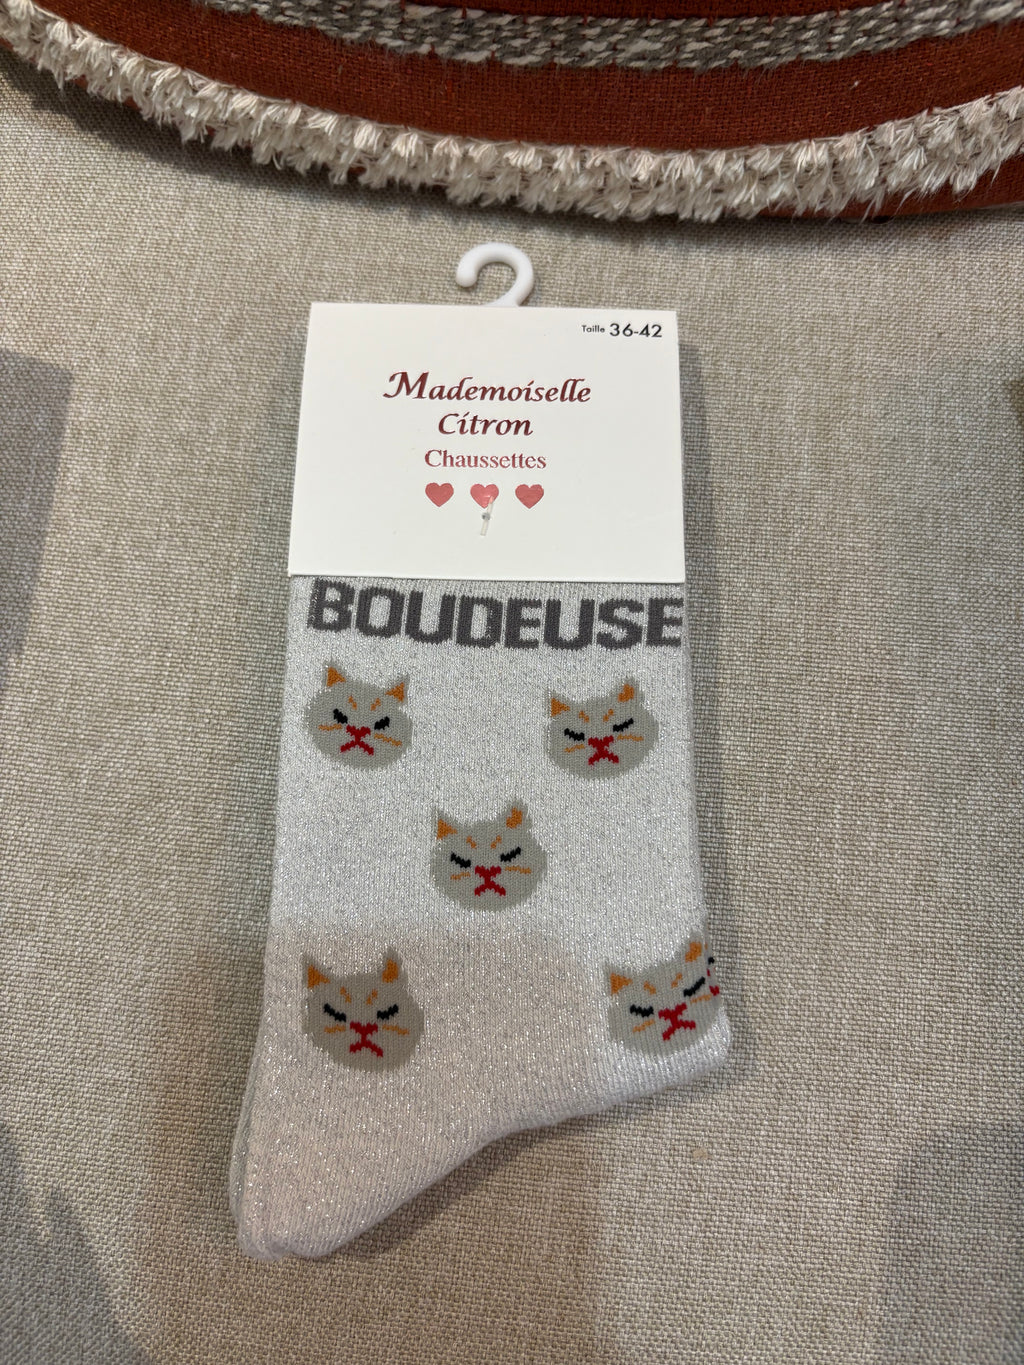 Taille 36-42
Mademoiselle
Citron
Chaussettes
BOUDEUSE